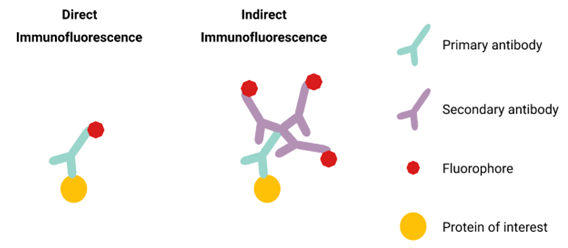 Direct
Immunofluorescence
Indirect
Immunofluorescence
Primary antibody
Secondary antibody
Fluorophore
Protein of interest